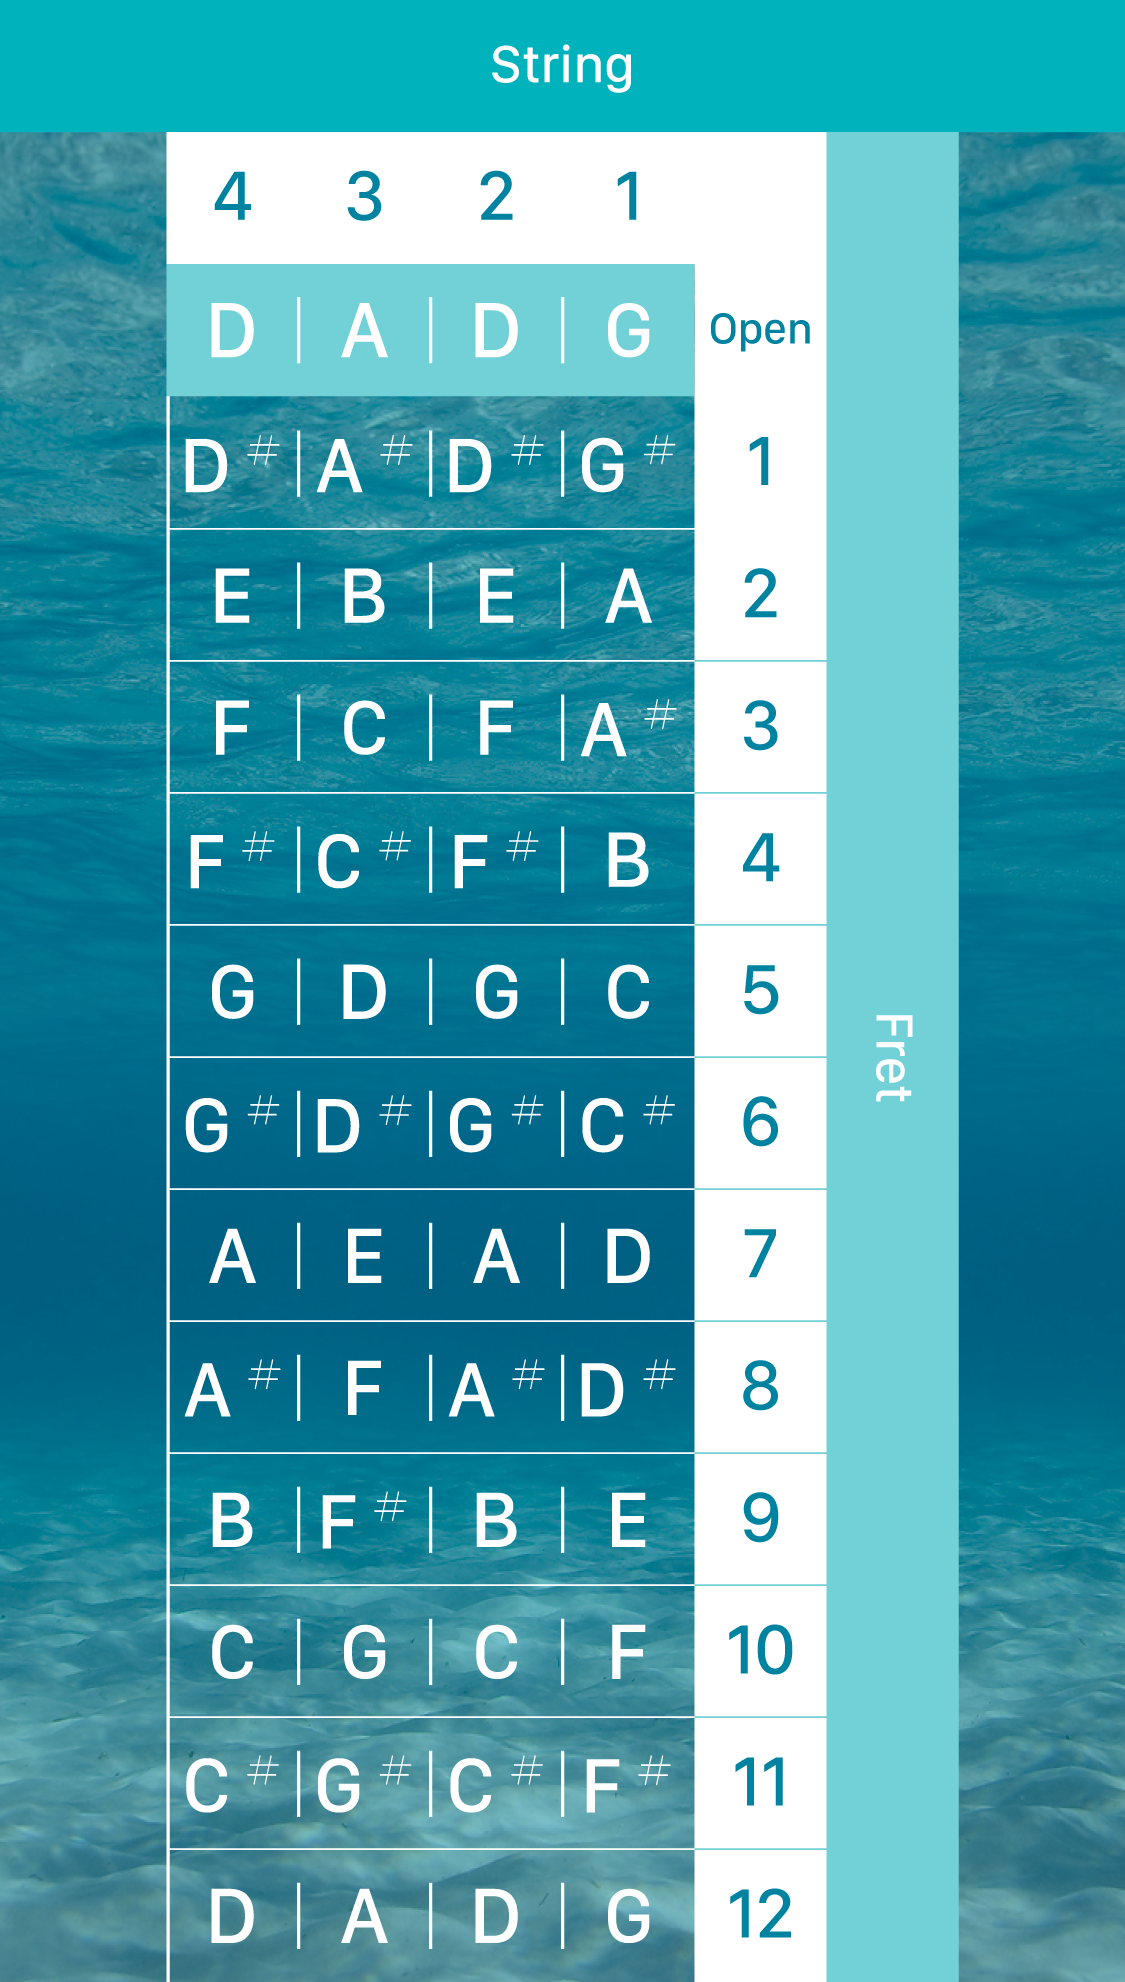 String
4 3 2 1
D | A | D | G Open
D# | A# | D# | G# 1
E | B | E | A 2
F | C | F | A# 3
F# | C# | F# | B 4
G | D | G | C 5
G# | D# | G# | C# 6
A | E | A | D 7
A# | F | A# | D# 8
B | F# | B | E 9
C | G | C | F 10
C# | G# | C# | F# 11
D | A | D | G 12
Fret